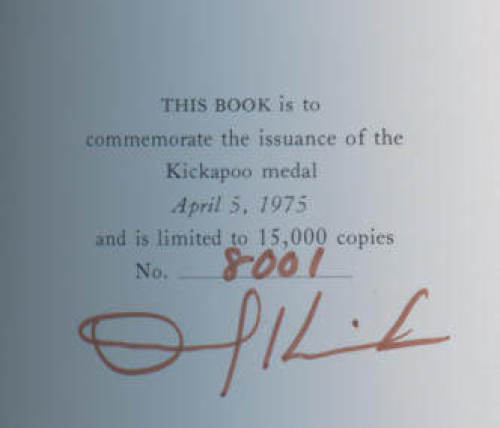 THIS BOOK is to
commemorate the issuance of the
Kickapoo medal
April 5, 1975
and is limited to 15,000 copies
No. 8001